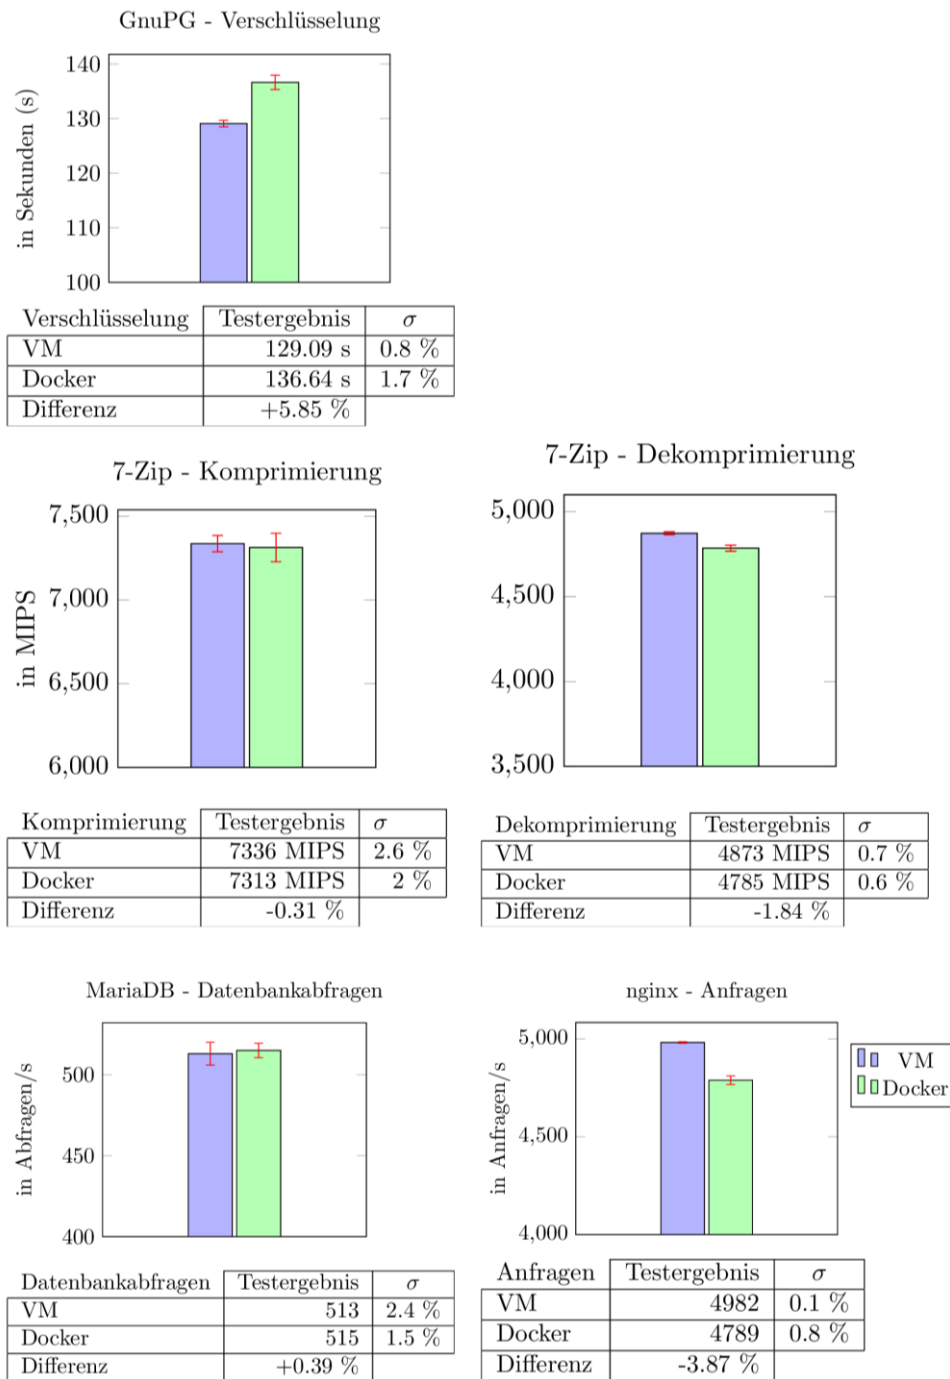 GnuPG - Verschlüsselung
in Sekunden (s)
140
130
120
110
100
Verschlüsselung Testergebnis σ
VM 129.09 s 0.8 %
Docker 136.64 s 1.7 %
Differenz +5.85 %
7-Zip - Komprimierung
in MIPS
7,500
7,000
6,500
6,000
Komprimierung Testergebnis σ
VM 7336 MIPS 2.6 %
Docker 7313 MIPS 2 %
Differenz -0.31 %
7-Zip - Dekomprimierung
5,000
4,500
4,000
3,500
Dekomprimierung Testergebnis σ
VM 4873 MIPS 0.7 %
Docker 4785 MIPS 0.6 %
Differenz -1.84 %
MariaDB - Datenbankabfragen
in Abfragen/s
500
450
400
Datenbankabfragen Testergebnis σ
VM 513 2.4 %
Docker 515 1.5 %
Differenz +0.39 %
nginx - Anfragen
in Anfragen/s
5,000
4,500
4,000
VM
Docker
Anfragen Testergebnis σ
VM 4982 0.1 %
Docker 4789 0.8 %
Differenz -3.87 %